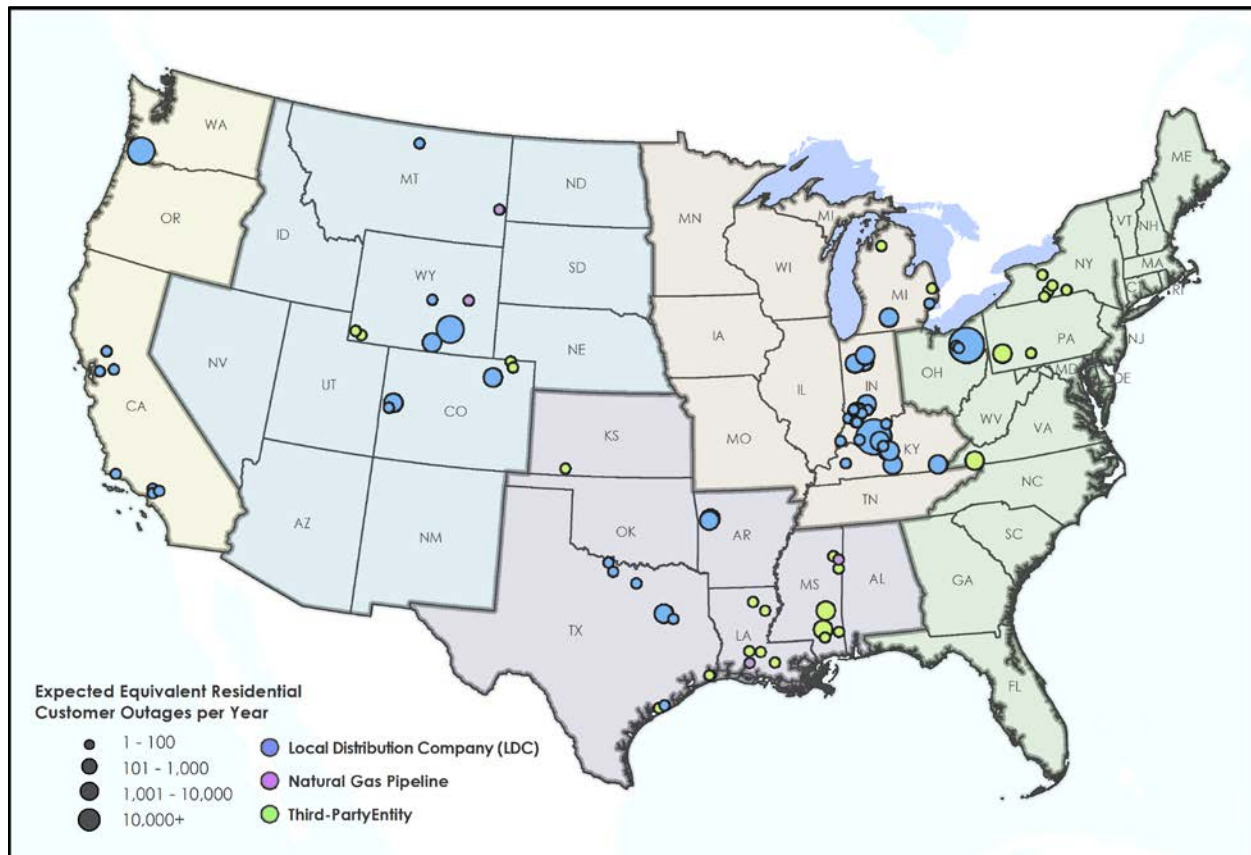 WA
ME
MT
ND
VT
NH
MN
MI
OR
ID
MA
NY
CT
RI
SD
WI
WY
MI
IA
PA
NJ
NE
OH
MD
DE
NV
IN
IL
UT
WV
CA
CO
VA
MO
KS
KY
NC
TN
AZ
OK
NM
AR
SC
MS
AL
GA
TX
LA
FL
Expected Equivalent Residential
Customer Outages per Year
1 - 100
101 - 1,000
1,001 - 10,000
10,000+
Local Distribution Company (LDC)
Natural Gas Pipeline
Third-PartyEntity